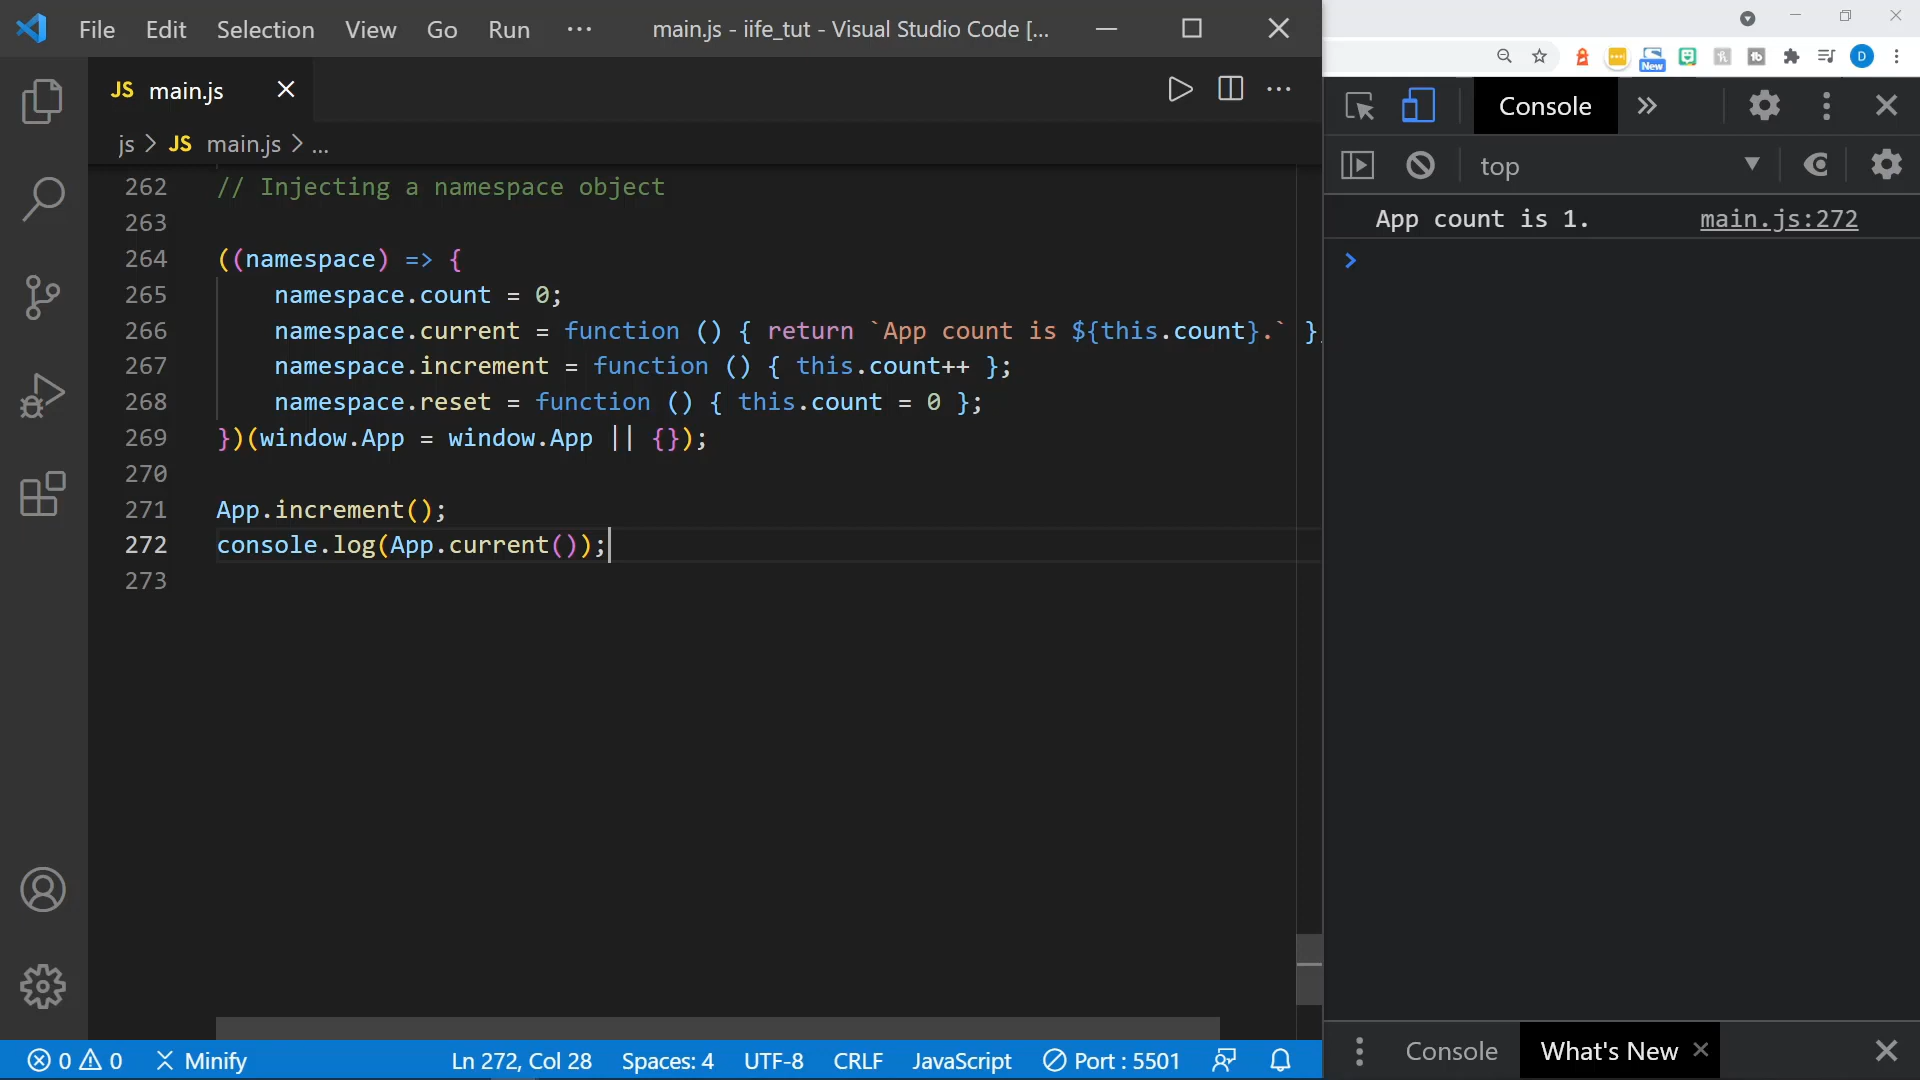 File Edit Selection View Go Run ··· main.js - iife_tut - Visual Studio Code [...
JS main.js
js > JS main.js > ...
262 // Injecting a namespace object
263
264 ((namespace) => {
265 namespace.count = 0;
266 namespace.current = function () { return `App count is ${this.count}.` };
267 namespace.increment = function () { this.count++ };
268 namespace.reset = function () { this.count = 0 };
269 })(window.App = window.App || {});
270
271 App.increment();
272 console.log(App.current());
273
0 0 Minify Ln 272, Col 28 Spaces: 4 UTF-8 CRLF JavaScript Port : 5501
New D
Console
top
App count is 1. main.js:272
Console What's New